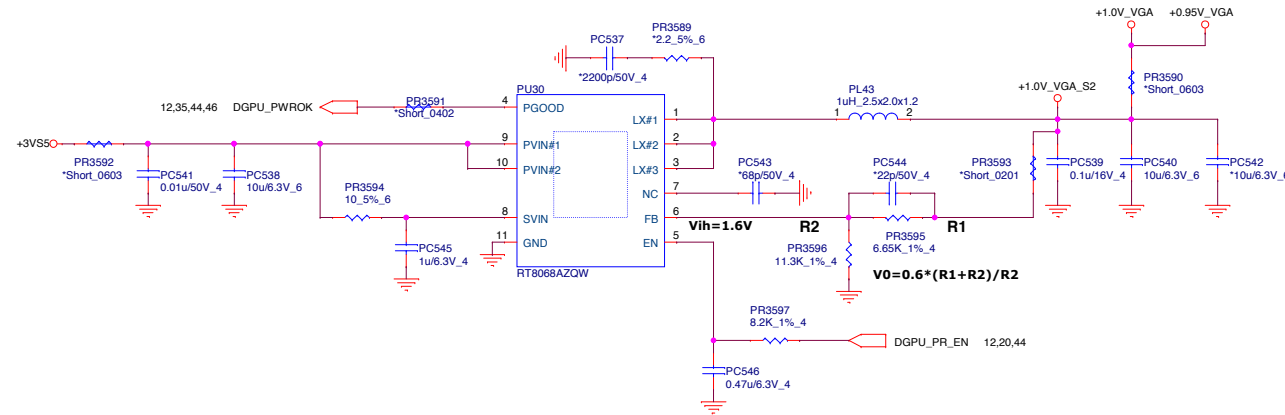 +1.0V_VGA
+0.95V_VGA
PR3589
*2.2_5%_6
PC537
*2200p/50V_4
PR3590
*Short_0603
PU30
12,35,44,46
DGPU_PWROK
PR3591
*Short_0402
4
PGOOD
PL43
1uH_2.5x2.0x1.2
1
2
+1.0V_VGA_S2
LX#1
1
LX#2
2
LX#3
3
+3VS5
PR3592
*Short_0603
9
PVIN#1
10
PVIN#2
PC541
0.01u/50V_4
PC538
10u/6.3V_6
PC543
*68p/50V_4
PC544
*22p/50V_4
PR3593
*Short_0201
PC539
0.1u/16V_4
PC540
10u/6.3V_6
PC542
*10u/6.3V_6
PR3594
10_5%_6
NC
7
8
SVIN
FB
6
Vih=1.6V
R2
R1
PR3595
6.65K_1%_4
11
GND
EN
5
PC545
1u/6.3V_4
RT8068AZQW
PR3596
11.3K_1%_4
V0=0.6*(R1+R2)/R2
PR3597
8.2K_1%_4
DGPU_PR_EN
12,20,44
PC546
0.47u/6.3V_4